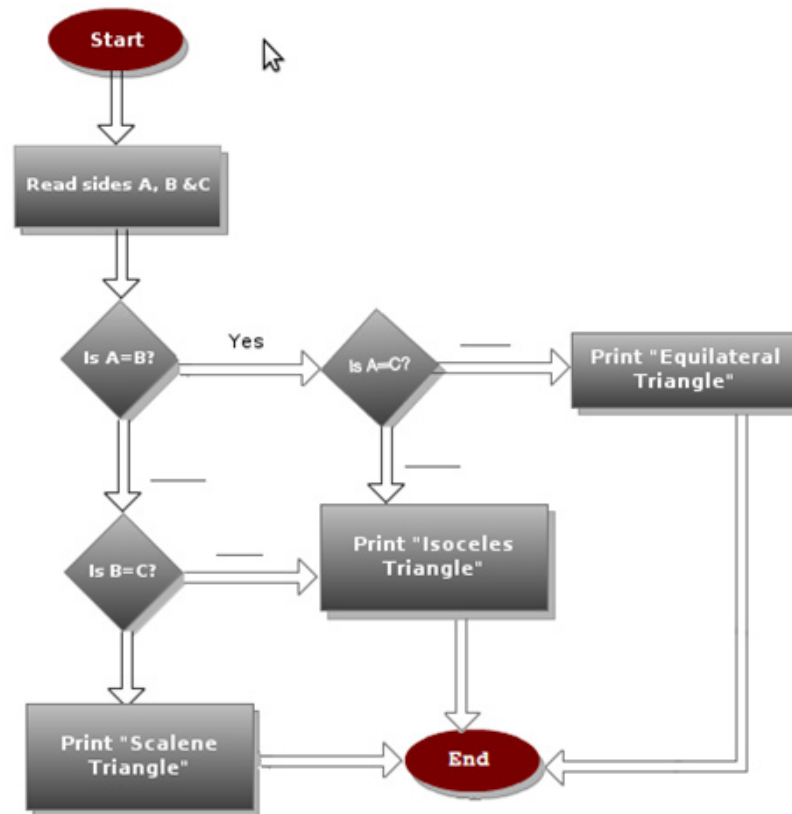 Start
Read sides A, B &C
Is A=B?
Yes
Is A=C?
Print "Equilateral
Triangle"
Is B=C?
Print "Isoceles
Triangle"
Print "Scalene
Triangle"
End